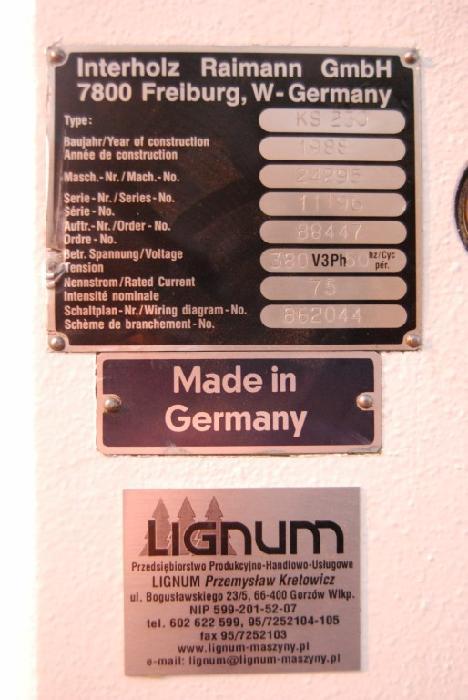 Interholz Raimann GmbH
7800 Freiburg, W-Germany
Type: KS 230
Baujahr/Year of construction 1988
Année de construction
Masch.-Nr./Mach.-No. 24295
Serie-Nr./Series-No. 11196
Série-No.
Auftr.-Nr./Order-No. 88447
Ordre-No.
Betr. Spannung/Voltage 380 V3Ph 50 hz/Cyc
Tension pér.
Nennstrom/Rated Current 75
Intensité nominale
Schaltplan-Nr./Wiring diagram-No. 862044
Schème de branchement-No.
Made in
Germany
LIGNUM
Przedsiębiorstwo Produkcyjno-Handlowo-Usługowe
LIGNUM Przemysław Kretowicz
ul. Bogusławskiego 23/5, 66-400 Gorzów Wlkp.
NIP 599-201-52-07
tel. 602 622 599, 95/7252104-105
fax 95/7252103
www.lignum-maszyny.pl
e-mail: lignum@lignum-maszyny.pl